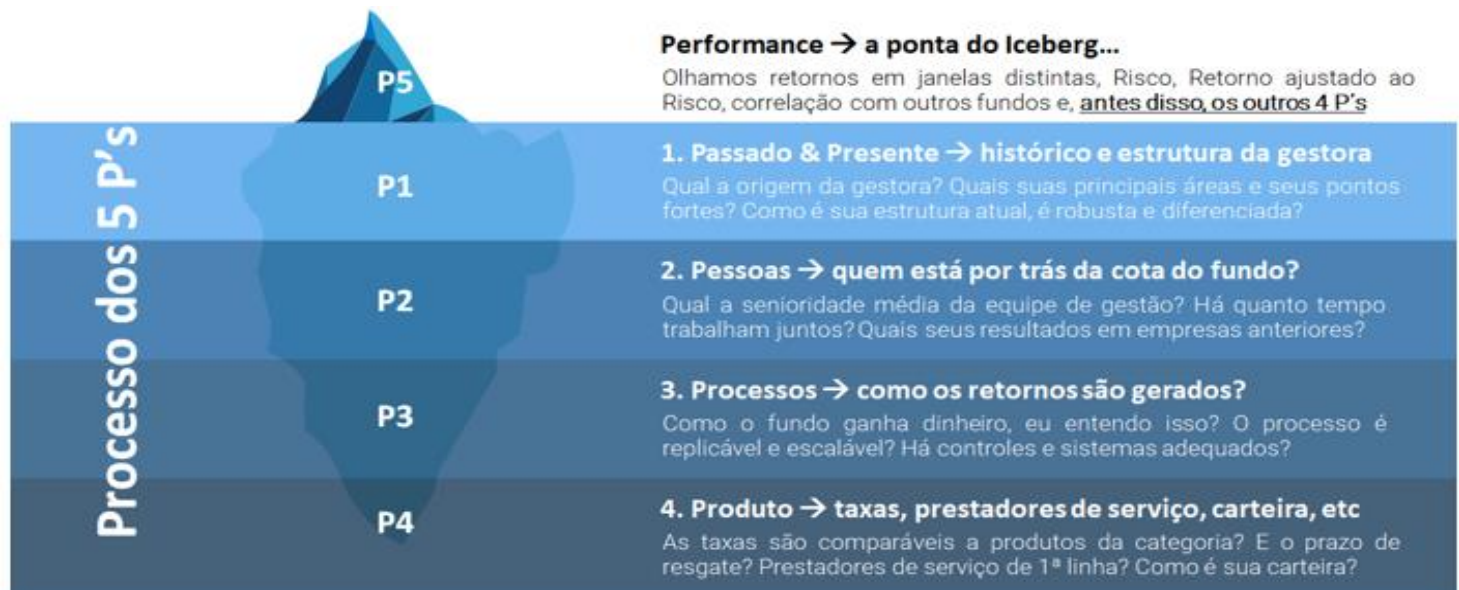 Processo dos 5 P's
P5
Performance → a ponta do Iceberg...
Olhamos retornos em janelas distintas, Risco, Retorno ajustado ao
Risco, correlação com outros fundos e, antes disso, os outros 4 P's
P1
1. Passado & Presente → histórico e estrutura da gestora
Qual a origem da gestora? Quais suas principais áreas e seus pontos
fortes? Como é sua estrutura atual, é robusta e diferenciada?
P2
2. Pessoas → quem está por trás da cota do fundo?
Qual a senioridade média da equipe de gestão? Há quanto tempo
trabalham juntos? Quais seus resultados em empresas anteriores?
P3
3. Processos → como os retornos são gerados?
Como o fundo ganha dinheiro, eu entendo isso? O processo é
replicável e escalável? Há controles e sistemas adequados?
P4
4. Produto → taxas, prestadores de serviço, carteira, etc
As taxas são comparáveis a produtos da categoria? E o prazo de
resgate? Prestadores de serviço de 1ª linha? Como é sua carteira?